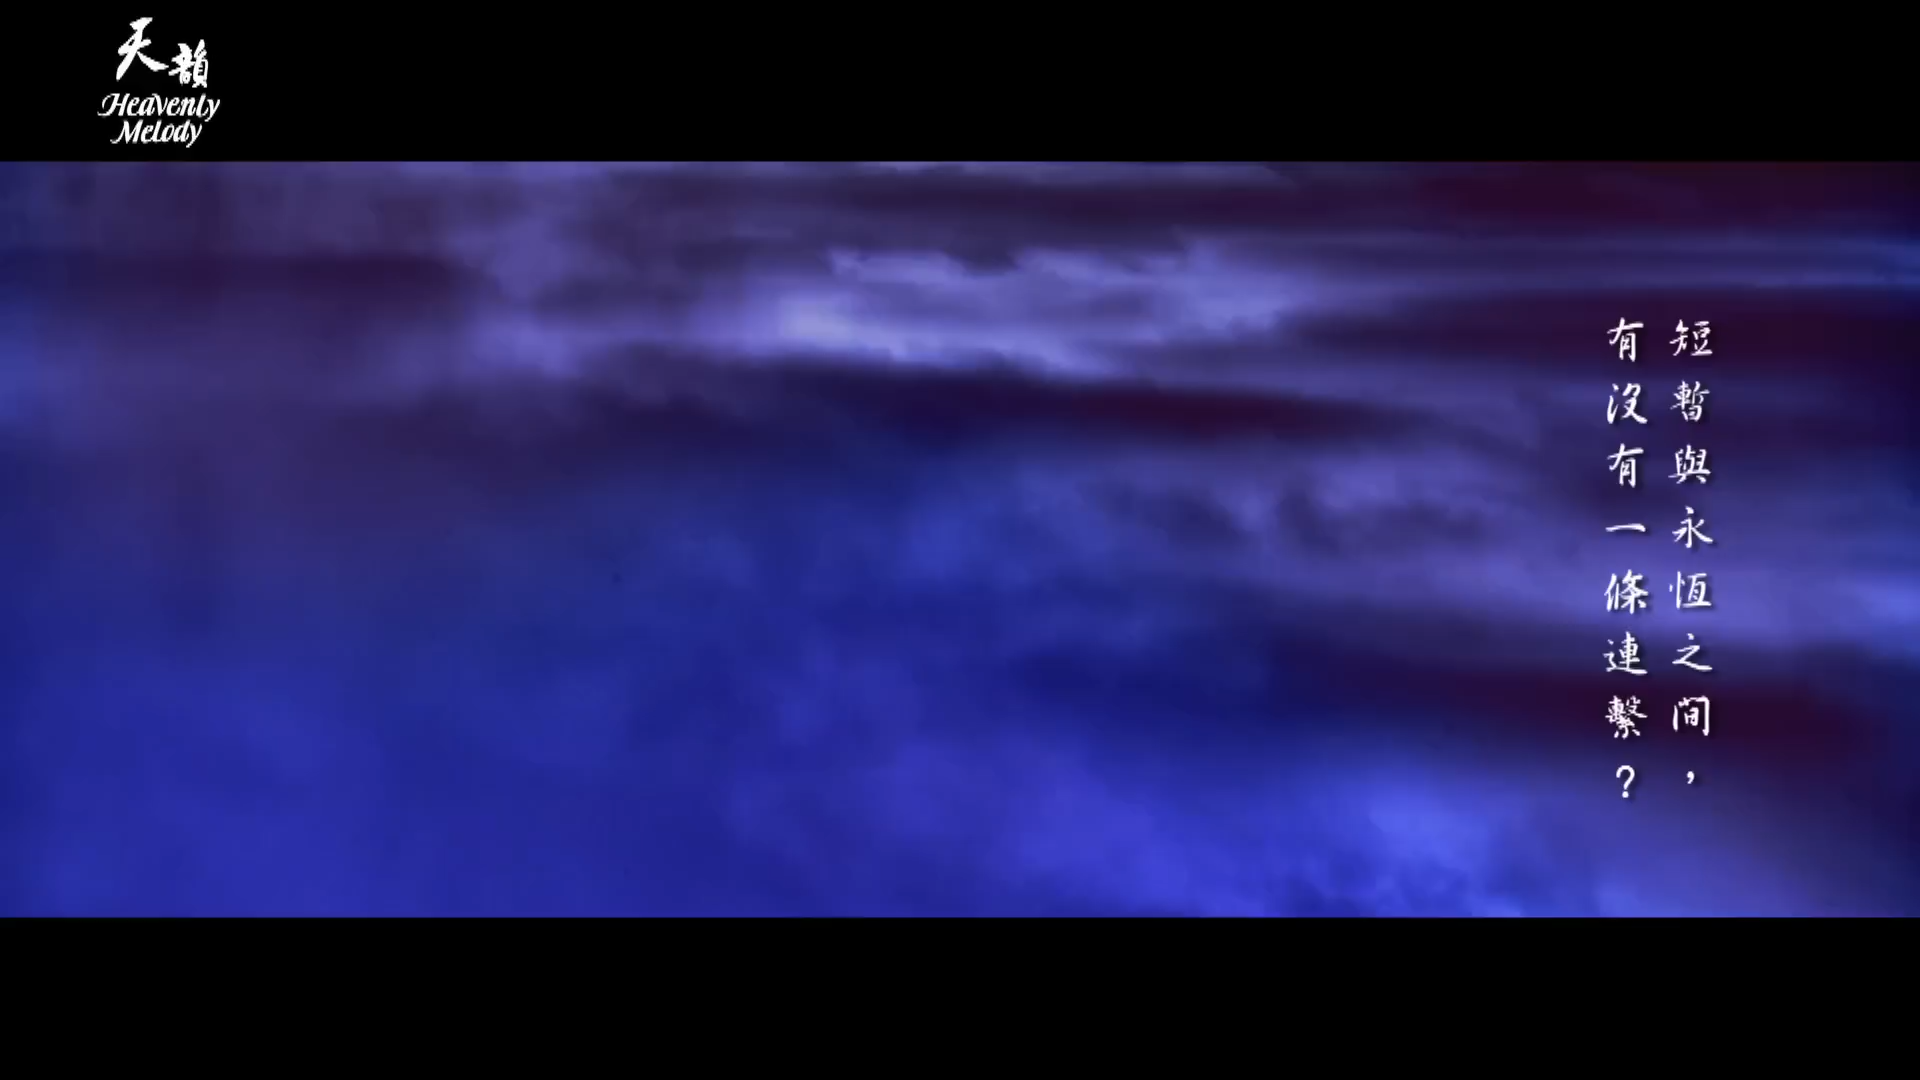 天韻
Heavenly
Melody
短暫與永恆之間，
有沒有一條連繫？